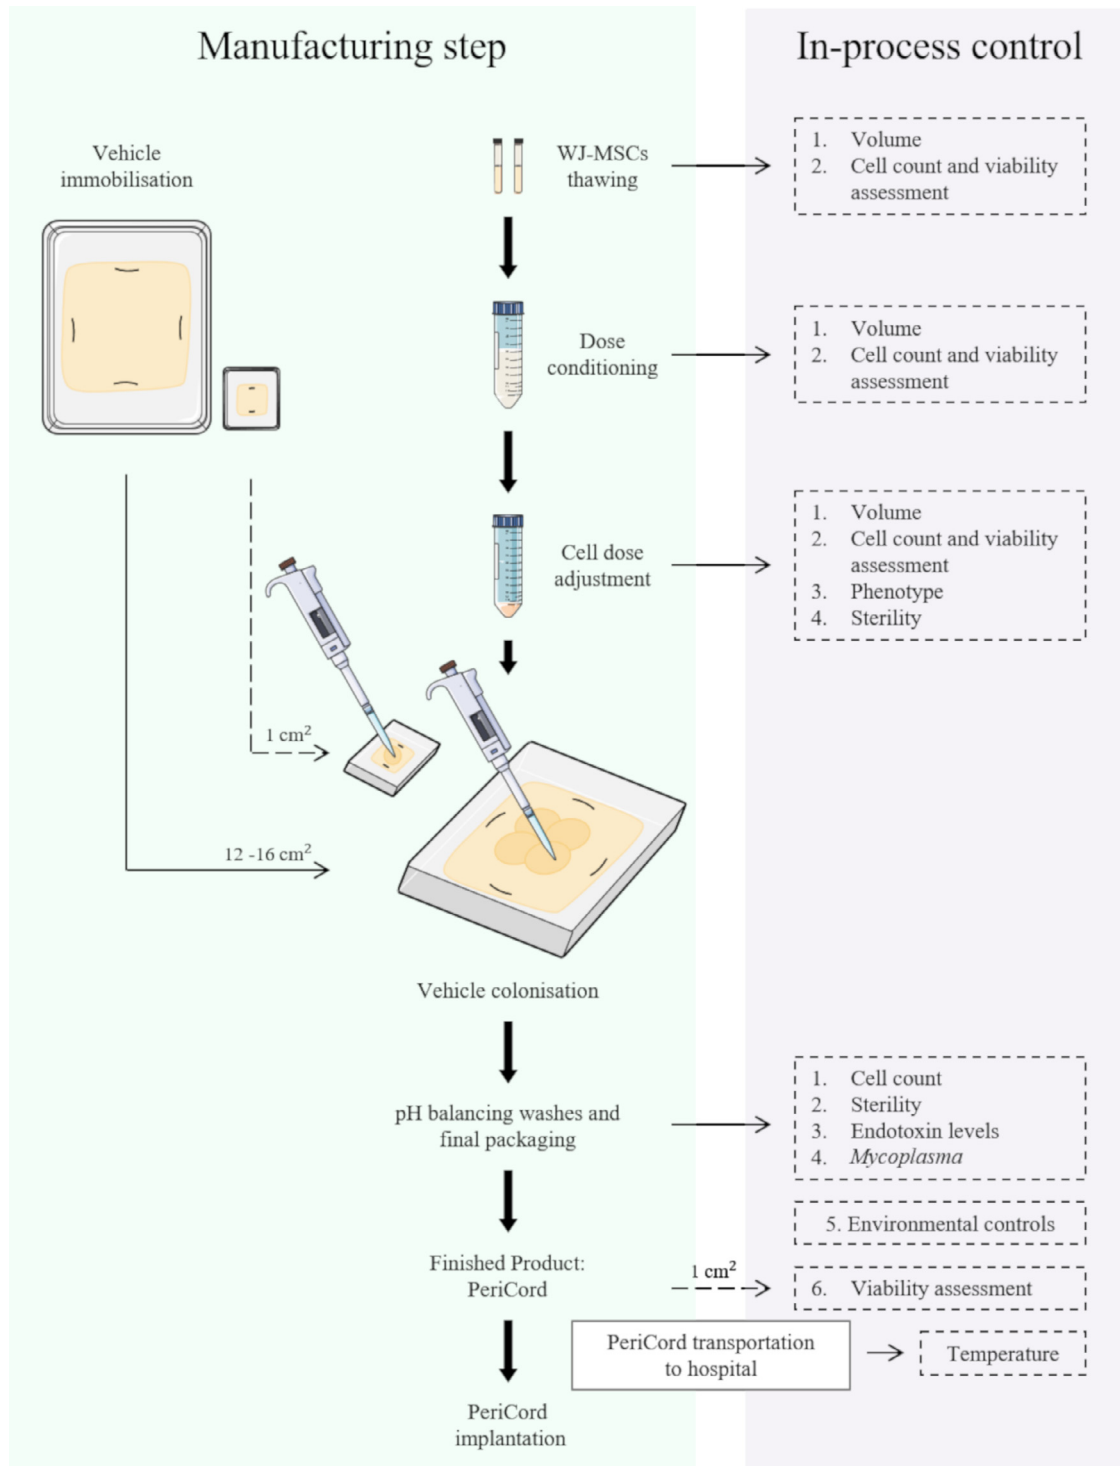 Manufacturing step
In-process control
Vehicle
immobilisation
WJ-MSCs
thawing
1. Volume
2. Cell count and viability
assessment
Dose
conditioning
1. Volume
2. Cell count and viability
assessment
Cell dose
adjustment
1. Volume
2. Cell count and viability
assessment
3. Phenotype
4. Sterility
1 cm²
12 -16 cm²
Vehicle colonisation
pH balancing washes and
final packaging
1. Cell count
2. Sterility
3. Endotoxin levels
4. Mycoplasma
5. Environmental controls
Finished Product:
PeriCord
1 cm²
6. Viability assessment
PeriCord transportation
to hospital
Temperature
PeriCord
implantation